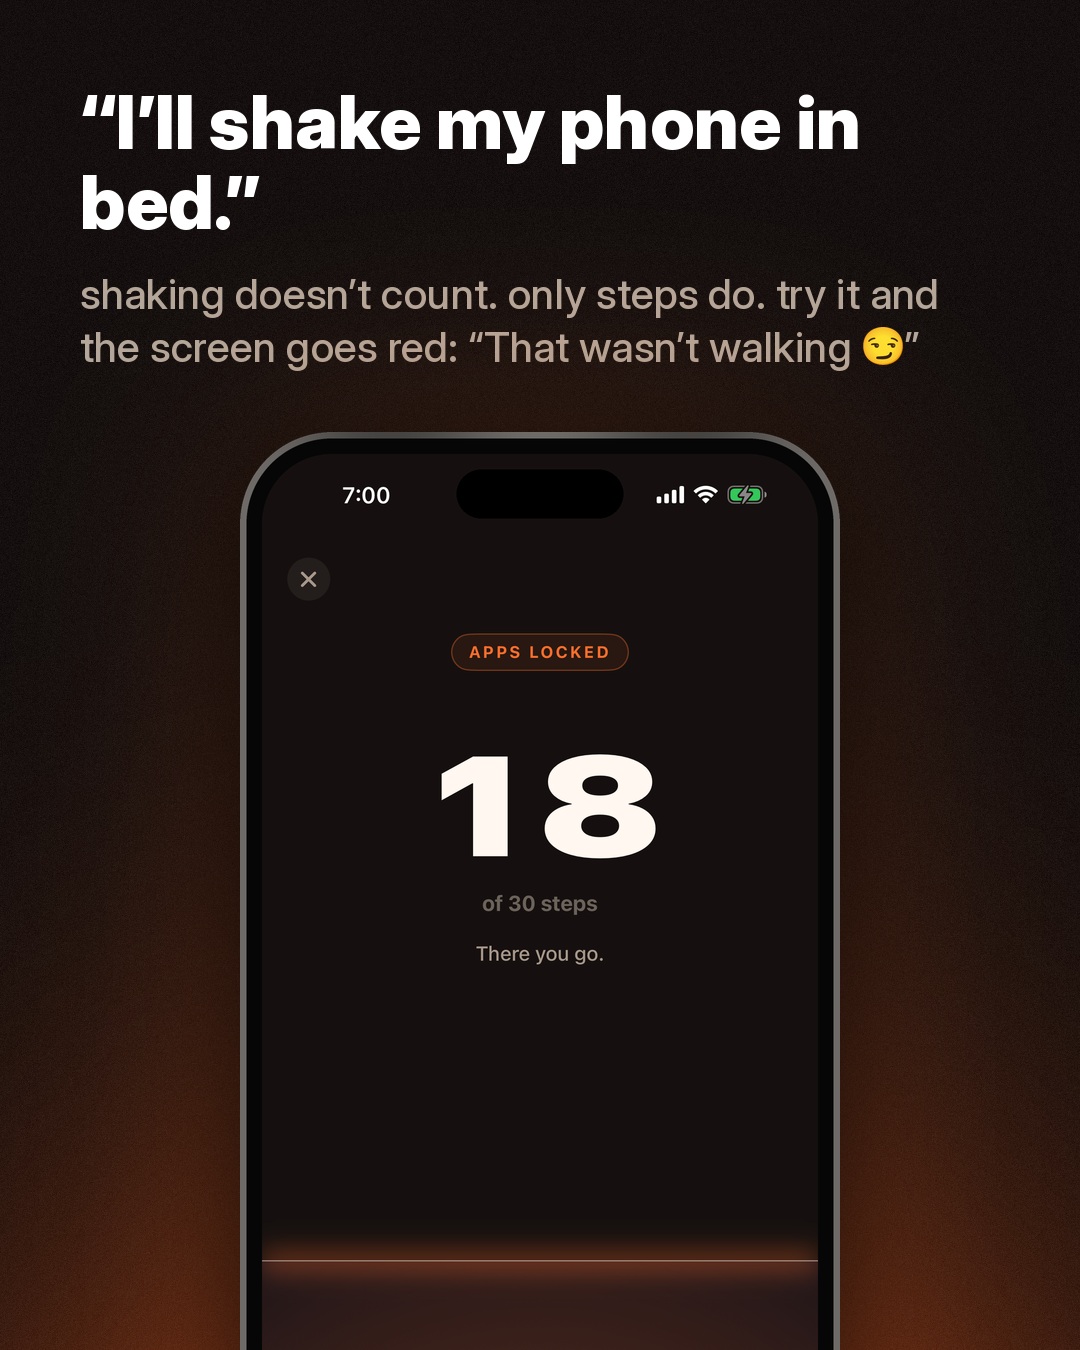 “I’ll shake my phone in
bed.”
shaking doesn’t count. only steps do. try it and
the screen goes red: “That wasn’t walking 😏”
7:00
APPS LOCKED
18
of 30 steps
There you go.